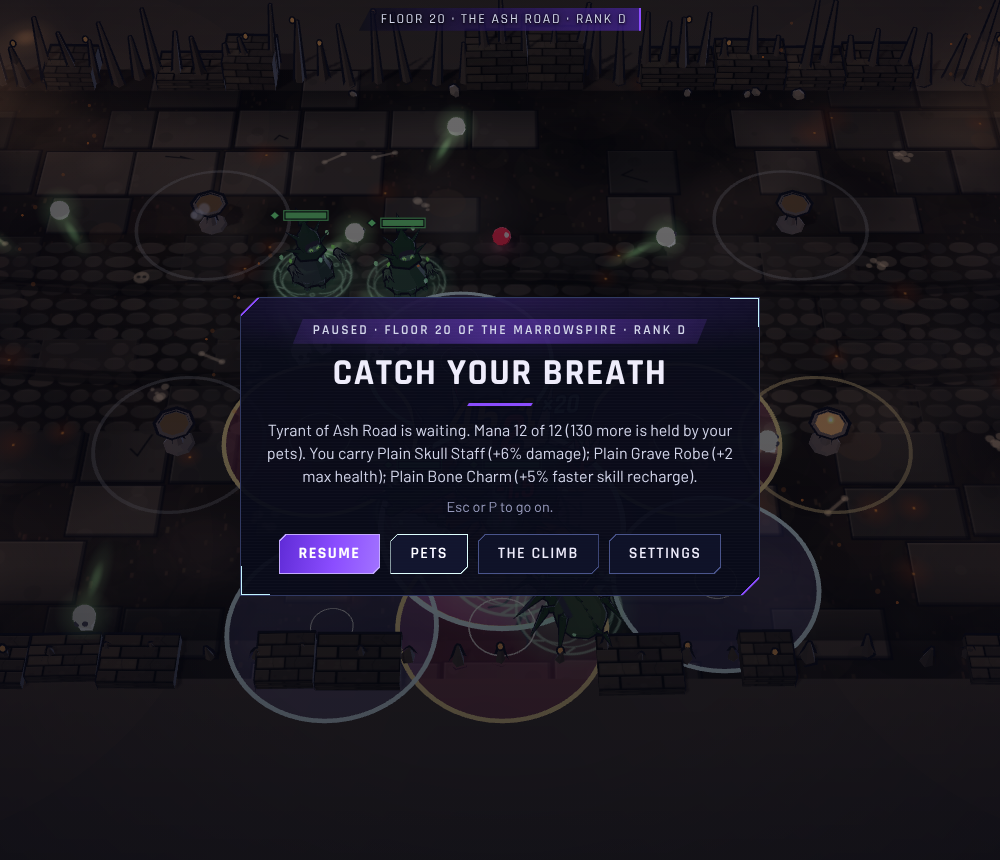 FLOOR 20 · THE ASH ROAD · RANK D
PAUSED · FLOOR 20 OF THE MARROWSPIRE · RANK D
CATCH YOUR BREATH
Tyrant of Ash Road is waiting. Mana 12 of 12 (130 more is held by your
pets). You carry Plain Skull Staff (+6% damage); Plain Grave Robe (+2
max health); Plain Bone Charm (+5% faster skill recharge).
Esc or P to go on.
RESUME
PETS
THE CLIMB
SETTINGS